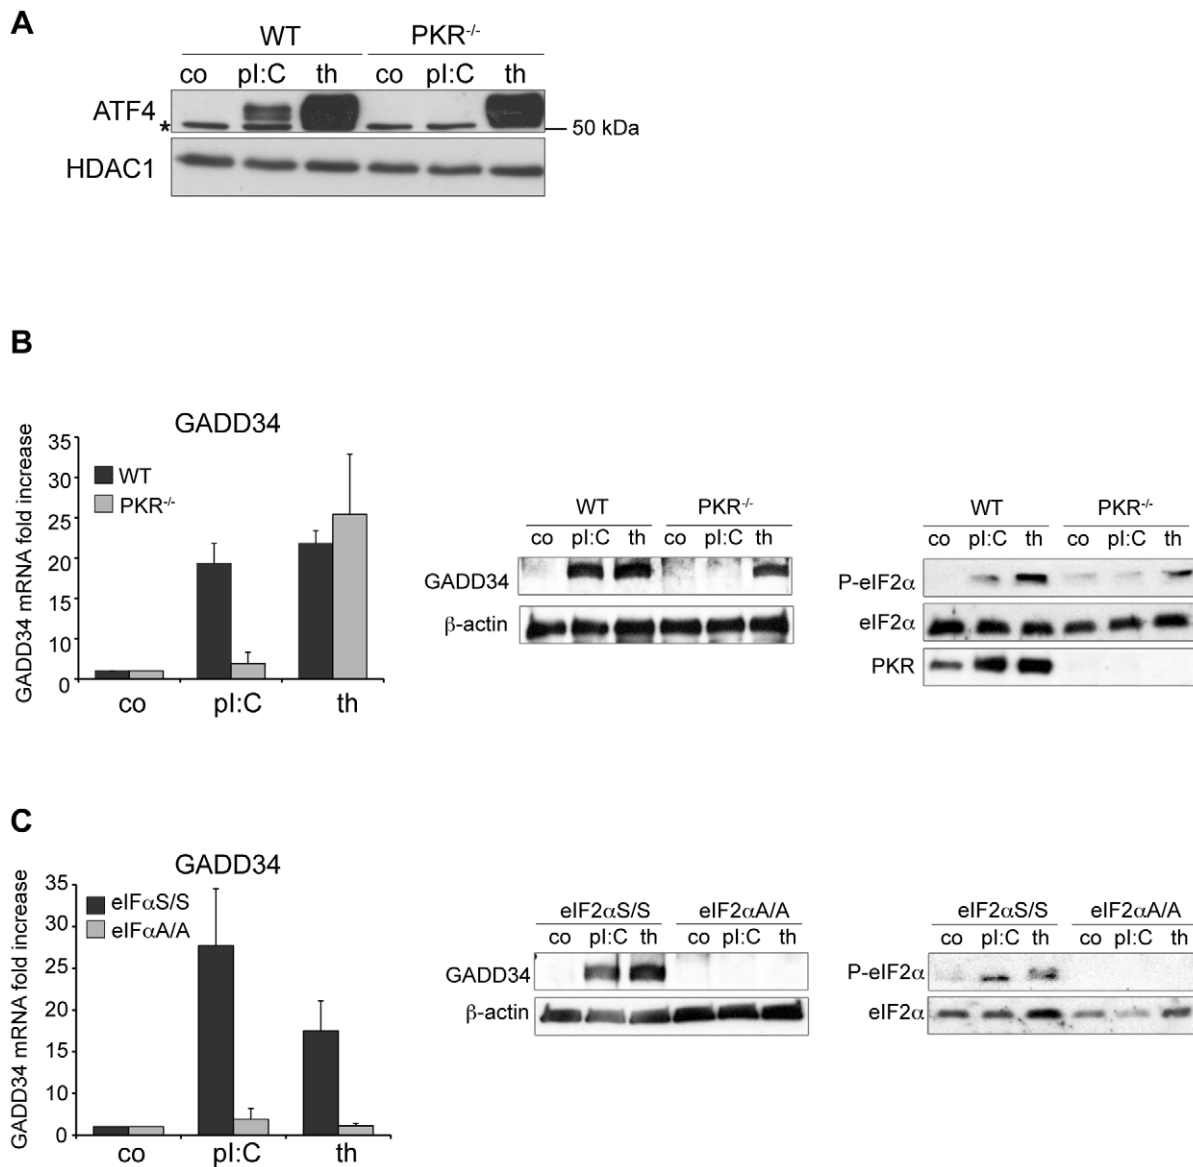 A
WT PKR-/-
co pI:C th co pI:C th
ATF4
* 50 kDa
HDAC1
B
GADD34
GADD34 mRNA fold increase
35
30
25
20
15
10
0
WT
PKR-/-
co pI:C th
WT PKR-/-
co pI:C th co pI:C th
GADD34
β-actin
WT PKR-/-
co pI:C th co pI:C th
P-eIF2α
eIF2α
PKR
C
GADD34
GADD34 mRNA fold increase
35
25
20
15
10
0
eIFαS/S
eIFαA/A
co pI:C th
eIF2αS/S eIF2αA/A
co pI:C th co pI:C th
GADD34
β-actin
eIF2αS/S eIF2αA/A
co pI:C th co pI:C th
P-eIF2α
eIF2α